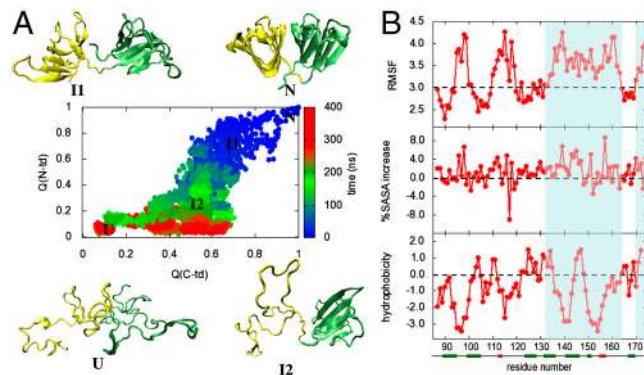 A
B
I1
N
1
0.8
0.6
0.4
0.2
0
0
0.2
0.4
0.6
0.8
1
Q(N-td)
Q(C-td)
N
I1
I2
U
400
300
200
100
0
time (ns)
U
I2
4.5
4.0
3.5
3.0
2.5
2.0
RMSF
10.0
5.0
0.0
-5.0
%SASA increase
2.0
1.0
0.0
-1.0
-2.0
-3.0
hydrophobicity
90 100 110 120 130 140 150 160 170
residue number